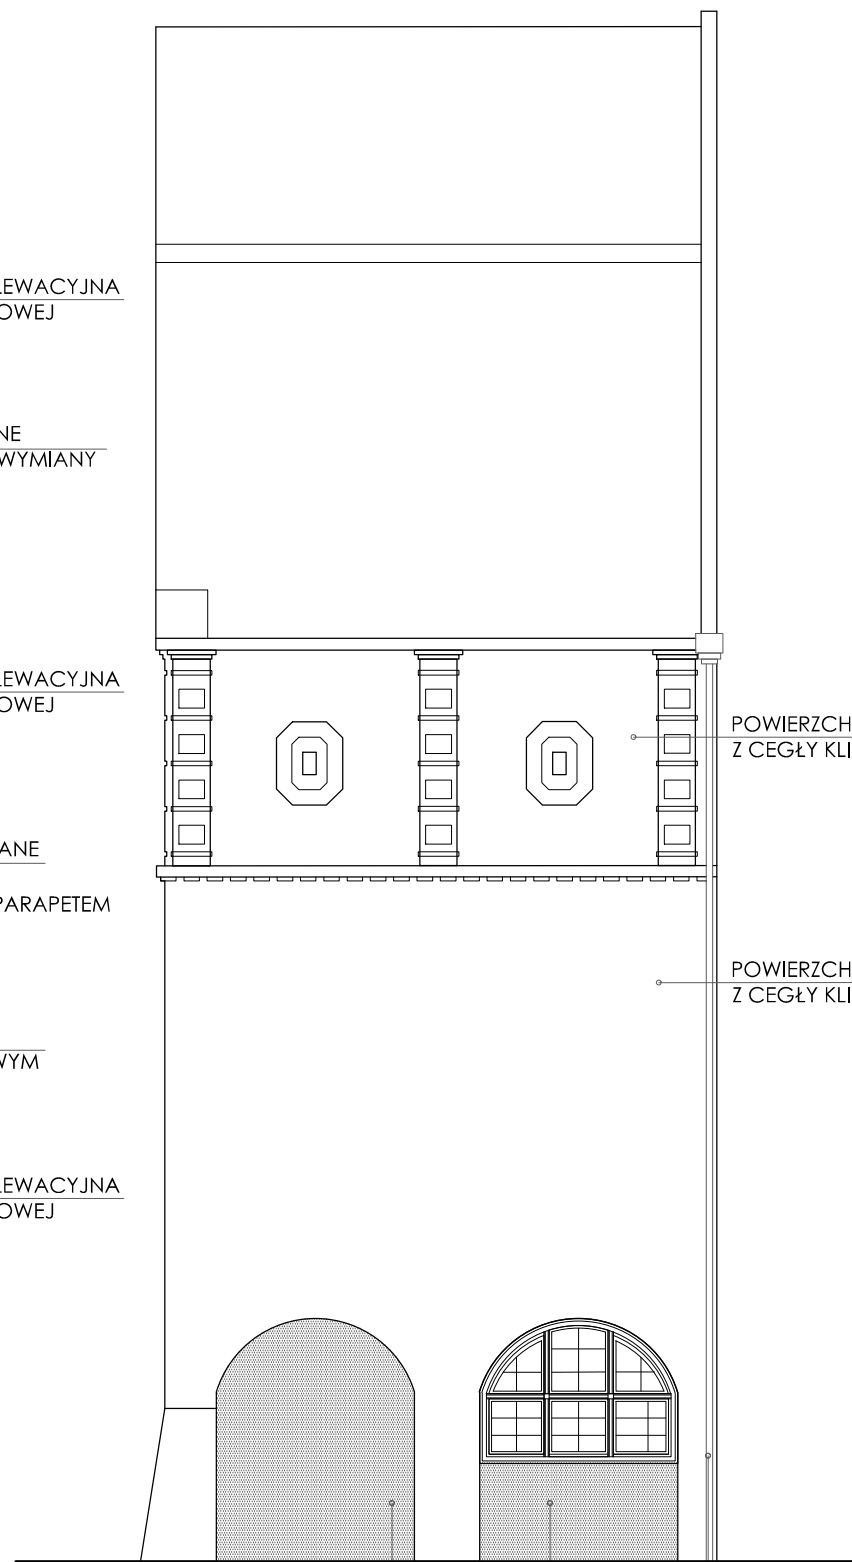 LEWACYJNA
OWEJ
NE
WYMIANY
LEWACYJNA
OWEJ
POWIERZCH
Z CEGŁY KLI
ANE
PARAPETEM
POWIERZCH
Z CEGŁY KLI
WYM
LEWACYJNA
OWEJ